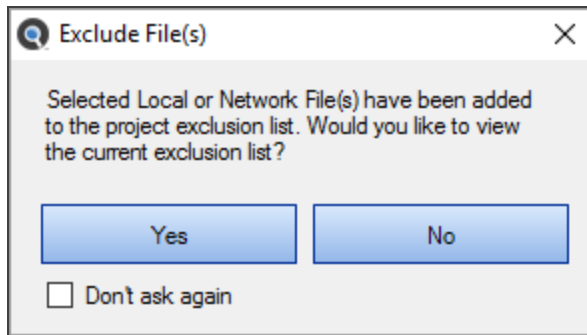 Exclude File(s)
Selected Local or Network File(s) have been added
to the project exclusion list. Would you like to view
the current exclusion list?
Yes
No
Don't ask again